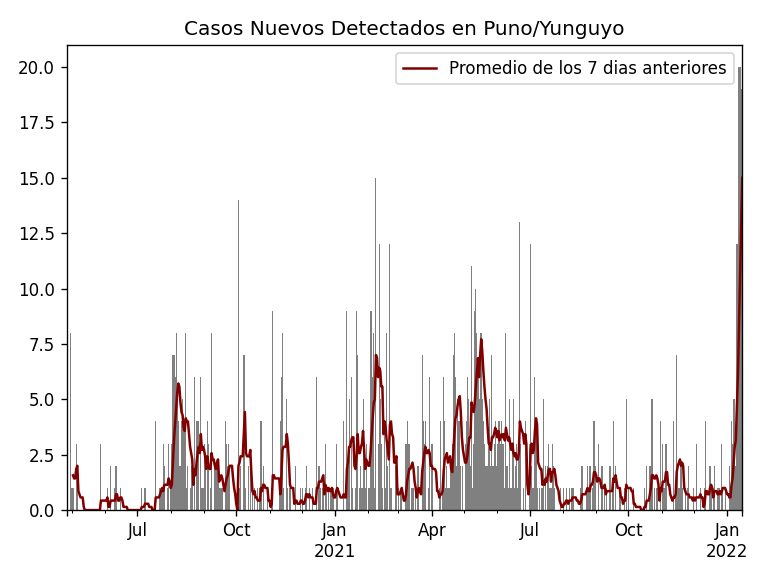 Casos Nuevos Detectados en Puno/Yunguyo
Promedio de los 7 dias anteriores
20.0
17.5
15.0
12.5
10.0
7.5
5.0
2.5
0.0
Jul
Oct
Jan
2021
Apr
Jul
Oct
Jan
2022